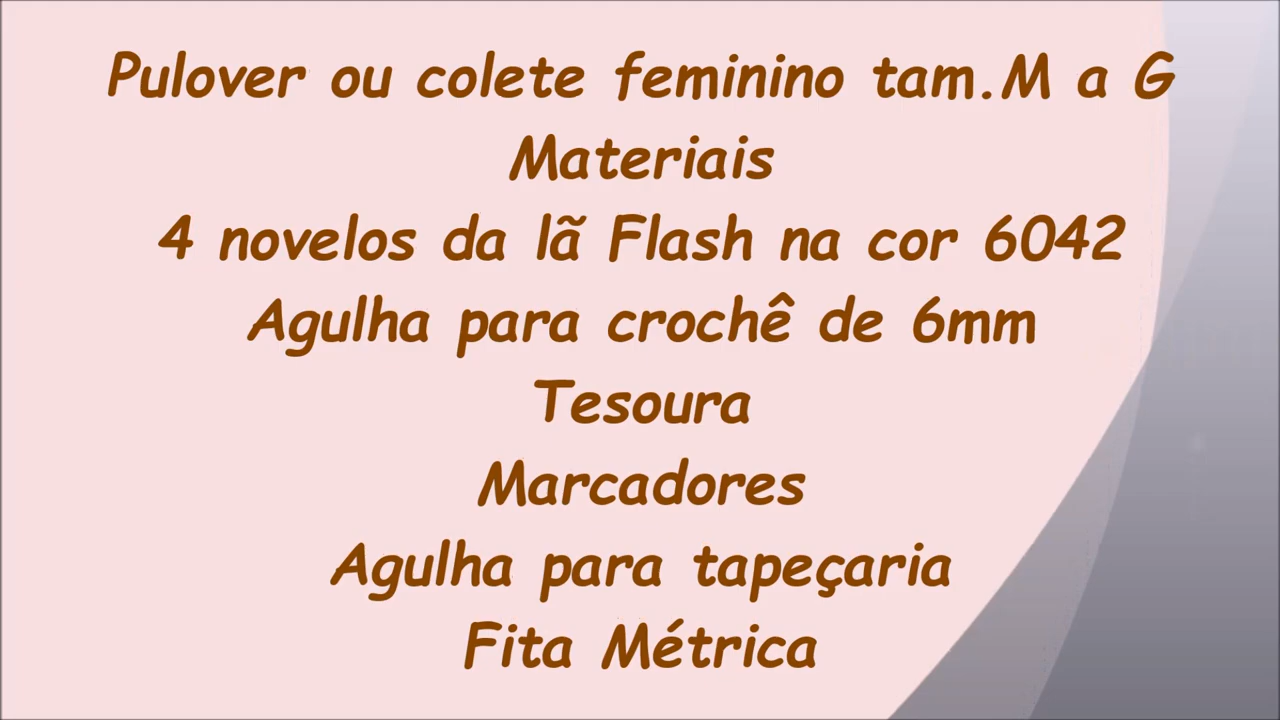 Pulover ou colete feminino tam.M a G
Materiais
4 novelos da lã Flash na cor 6042
Agulha para crochê de 6mm
Tesoura
Marcadores
Agulha para tapeçaria
Fita Métrica